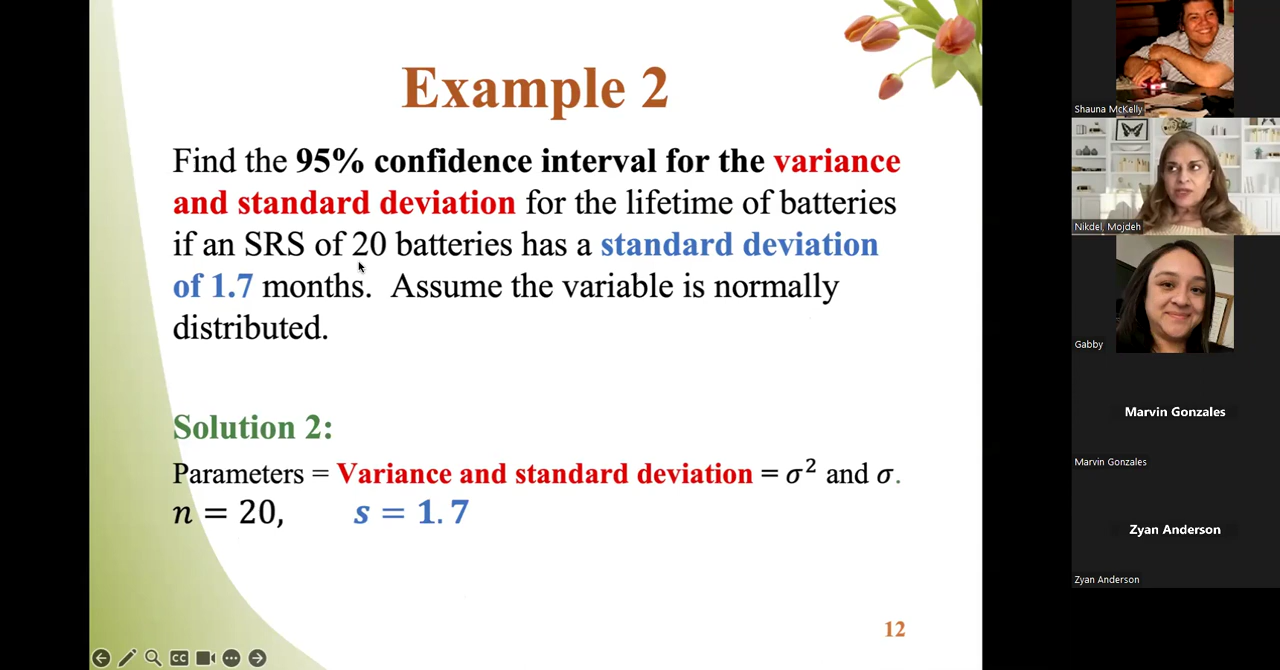 Example 2
Find the 95% confidence interval for the variance
and standard deviation for the lifetime of batteries
if an SRS of 20 batteries has a standard deviation
of 1.7 months. Assume the variable is normally
distributed.
Solution 2:
Parameters = Variance and standard deviation = σ² and σ.
n = 20, s = 1.7
12
CC
Shauna McKelly
Nikdel, Mojdeh
Gabby
Marvin Gonzales
Marvin Gonzales
Zyan Anderson
Zyan Anderson